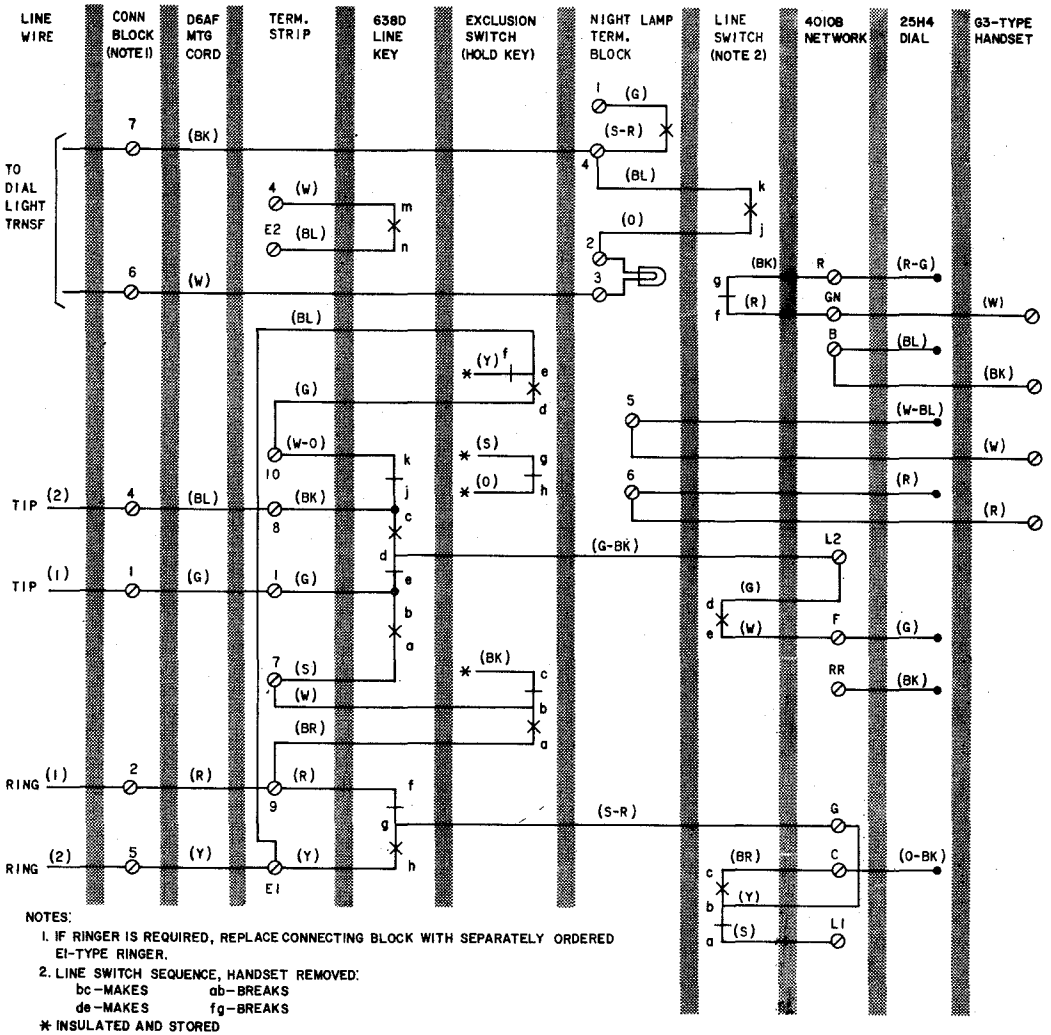 LINE WIRE
CONN BLOCK (NOTE 1)
D6AF MTG CORD
TERM. STRIP
638D LINE KEY
EXCLUSION SWITCH (HOLD KEY)
NIGHT LAMP TERM. BLOCK
LINE SWITCH (NOTE 2)
4010B NETWORK
25H4 DIAL
G3-TYPE HANDSET
1 (G)
7 (BK) (S-R)
4
TO DIAL LIGHT TRNSF
4 (W) m (BL) k
E2 (BL) n 2 (O) j
3
6 (W)
(BK) R (R-G)
g
f (R) GN (W)
(BL) B (BL)
(Y) f e (BK)
(G) d
5 (W-BL)
10 (W-O) k (S) g (W)
j (O) h 6 (R)
TIP (2) 4 (BL) 8 (BK) c (R)
d (G-BK) L2
TIP (1) 1 (G) 1 (G) e d (G)
b e (W) F (G)
a
7 (S) (BK) c RR (BK)
(W) b
(BR) a
RING (1) 2 (R) 9 (R) f
g (S-R) G
RING (2) 5 (Y) E1 (Y) h c (BR) C (O-BK)
b (Y)
a (S) L1
NOTES:
1. IF RINGER IS REQUIRED, REPLACE CONNECTING BLOCK WITH SEPARATELY ORDERED
E1-TYPE RINGER.
2. LINE SWITCH SEQUENCE, HANDSET REMOVED:
bc-MAKES ab-BREAKS
de-MAKES fg-BREAKS
* INSULATED AND STORED